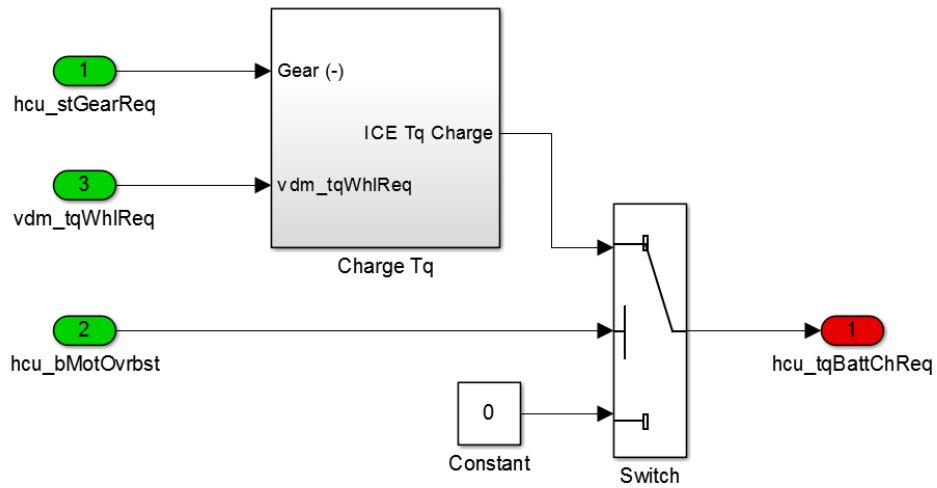 1
hcu_stGearReq
3
vdm_tqWhlReq
2
hcu_bMotOvrbst
Gear (-)
ICE Tq Charge
vdm_tqWhlReq
Charge Tq
0
Constant
Switch
1
hcu_tqBattChReq